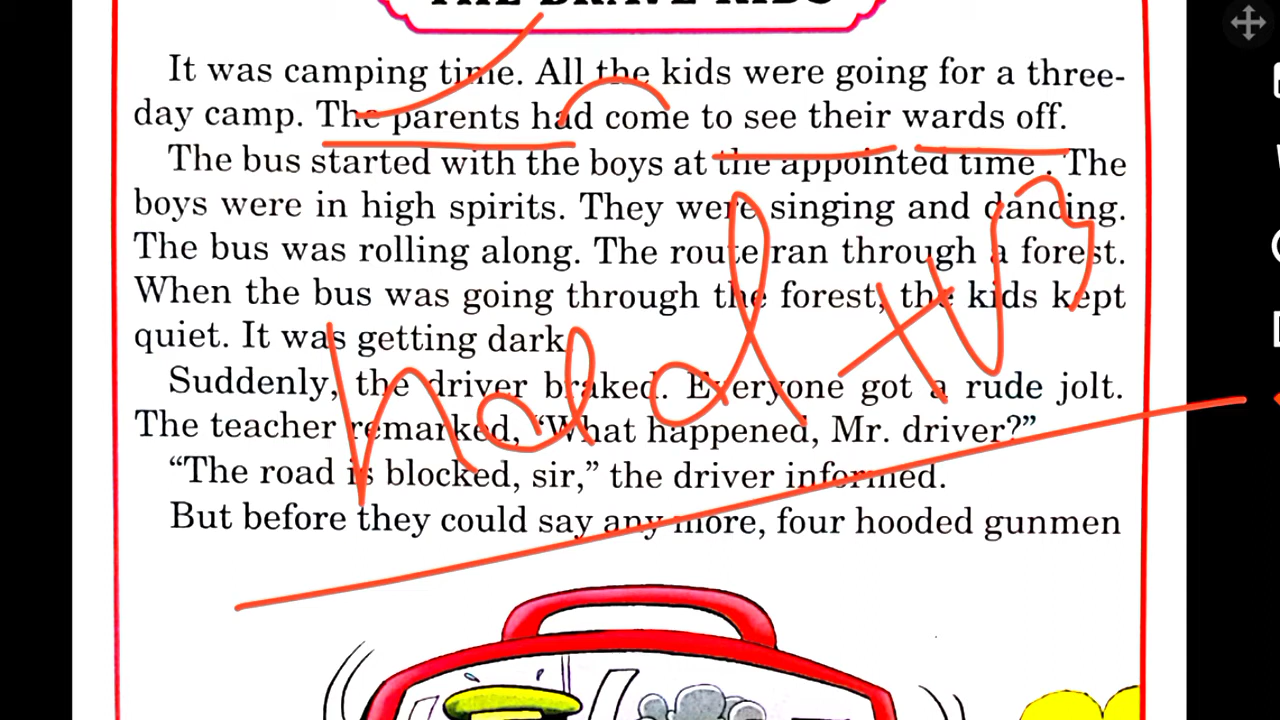 THE BRAVE KIDS
It was camping time. All the kids were going for a three-
day camp. The parents had come to see their wards off.
The bus started with the boys at the appointed time . The
boys were in high spirits. They were singing and dancing.
The bus was rolling along. The route ran through a forest.
When the bus was going through the forest, the kids kept
quiet. It was getting dark.
Suddenly, the driver braked. Everyone got a rude jolt.
The teacher remarked, “What happened, Mr. driver?”
“The road is blocked, sir,” the driver informed.
But before they could say any more, four hooded gunmen
had + V3